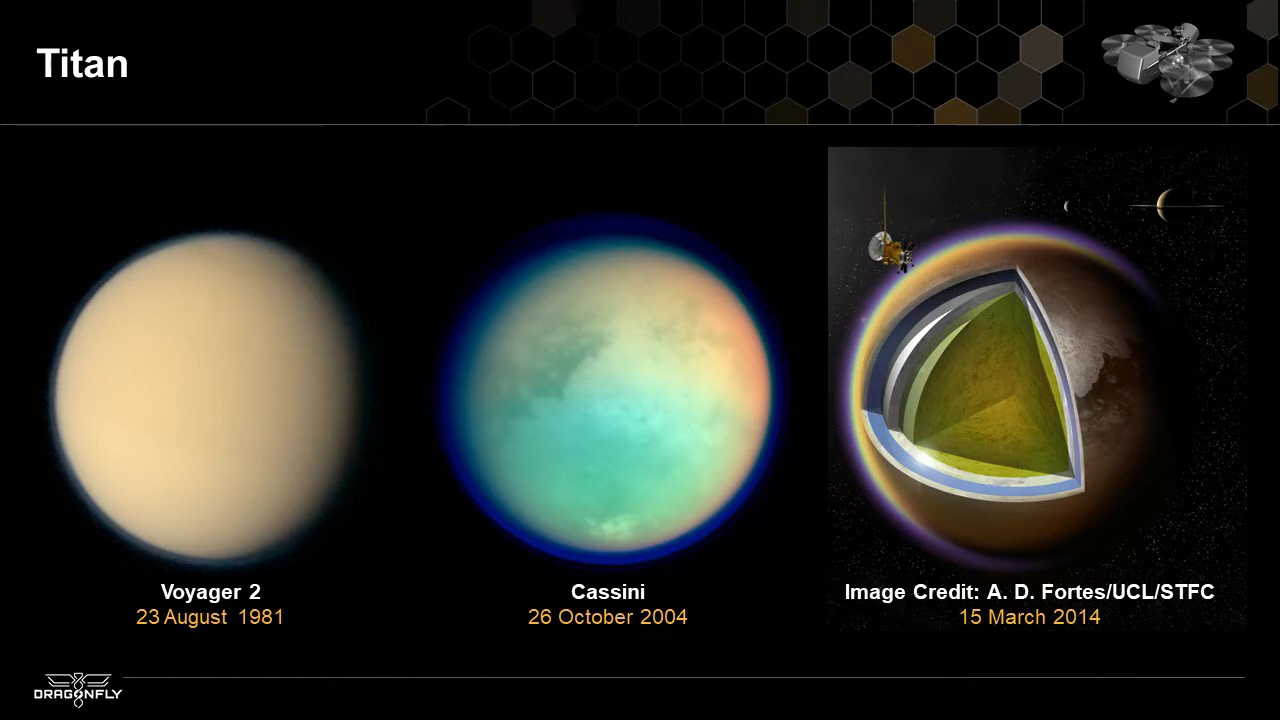 Titan
Voyager 2
23 August 1981
Cassini
26 October 2004
Image Credit: A. D. Fortes/UCL/STFC
15 March 2014
DRAGONFLY